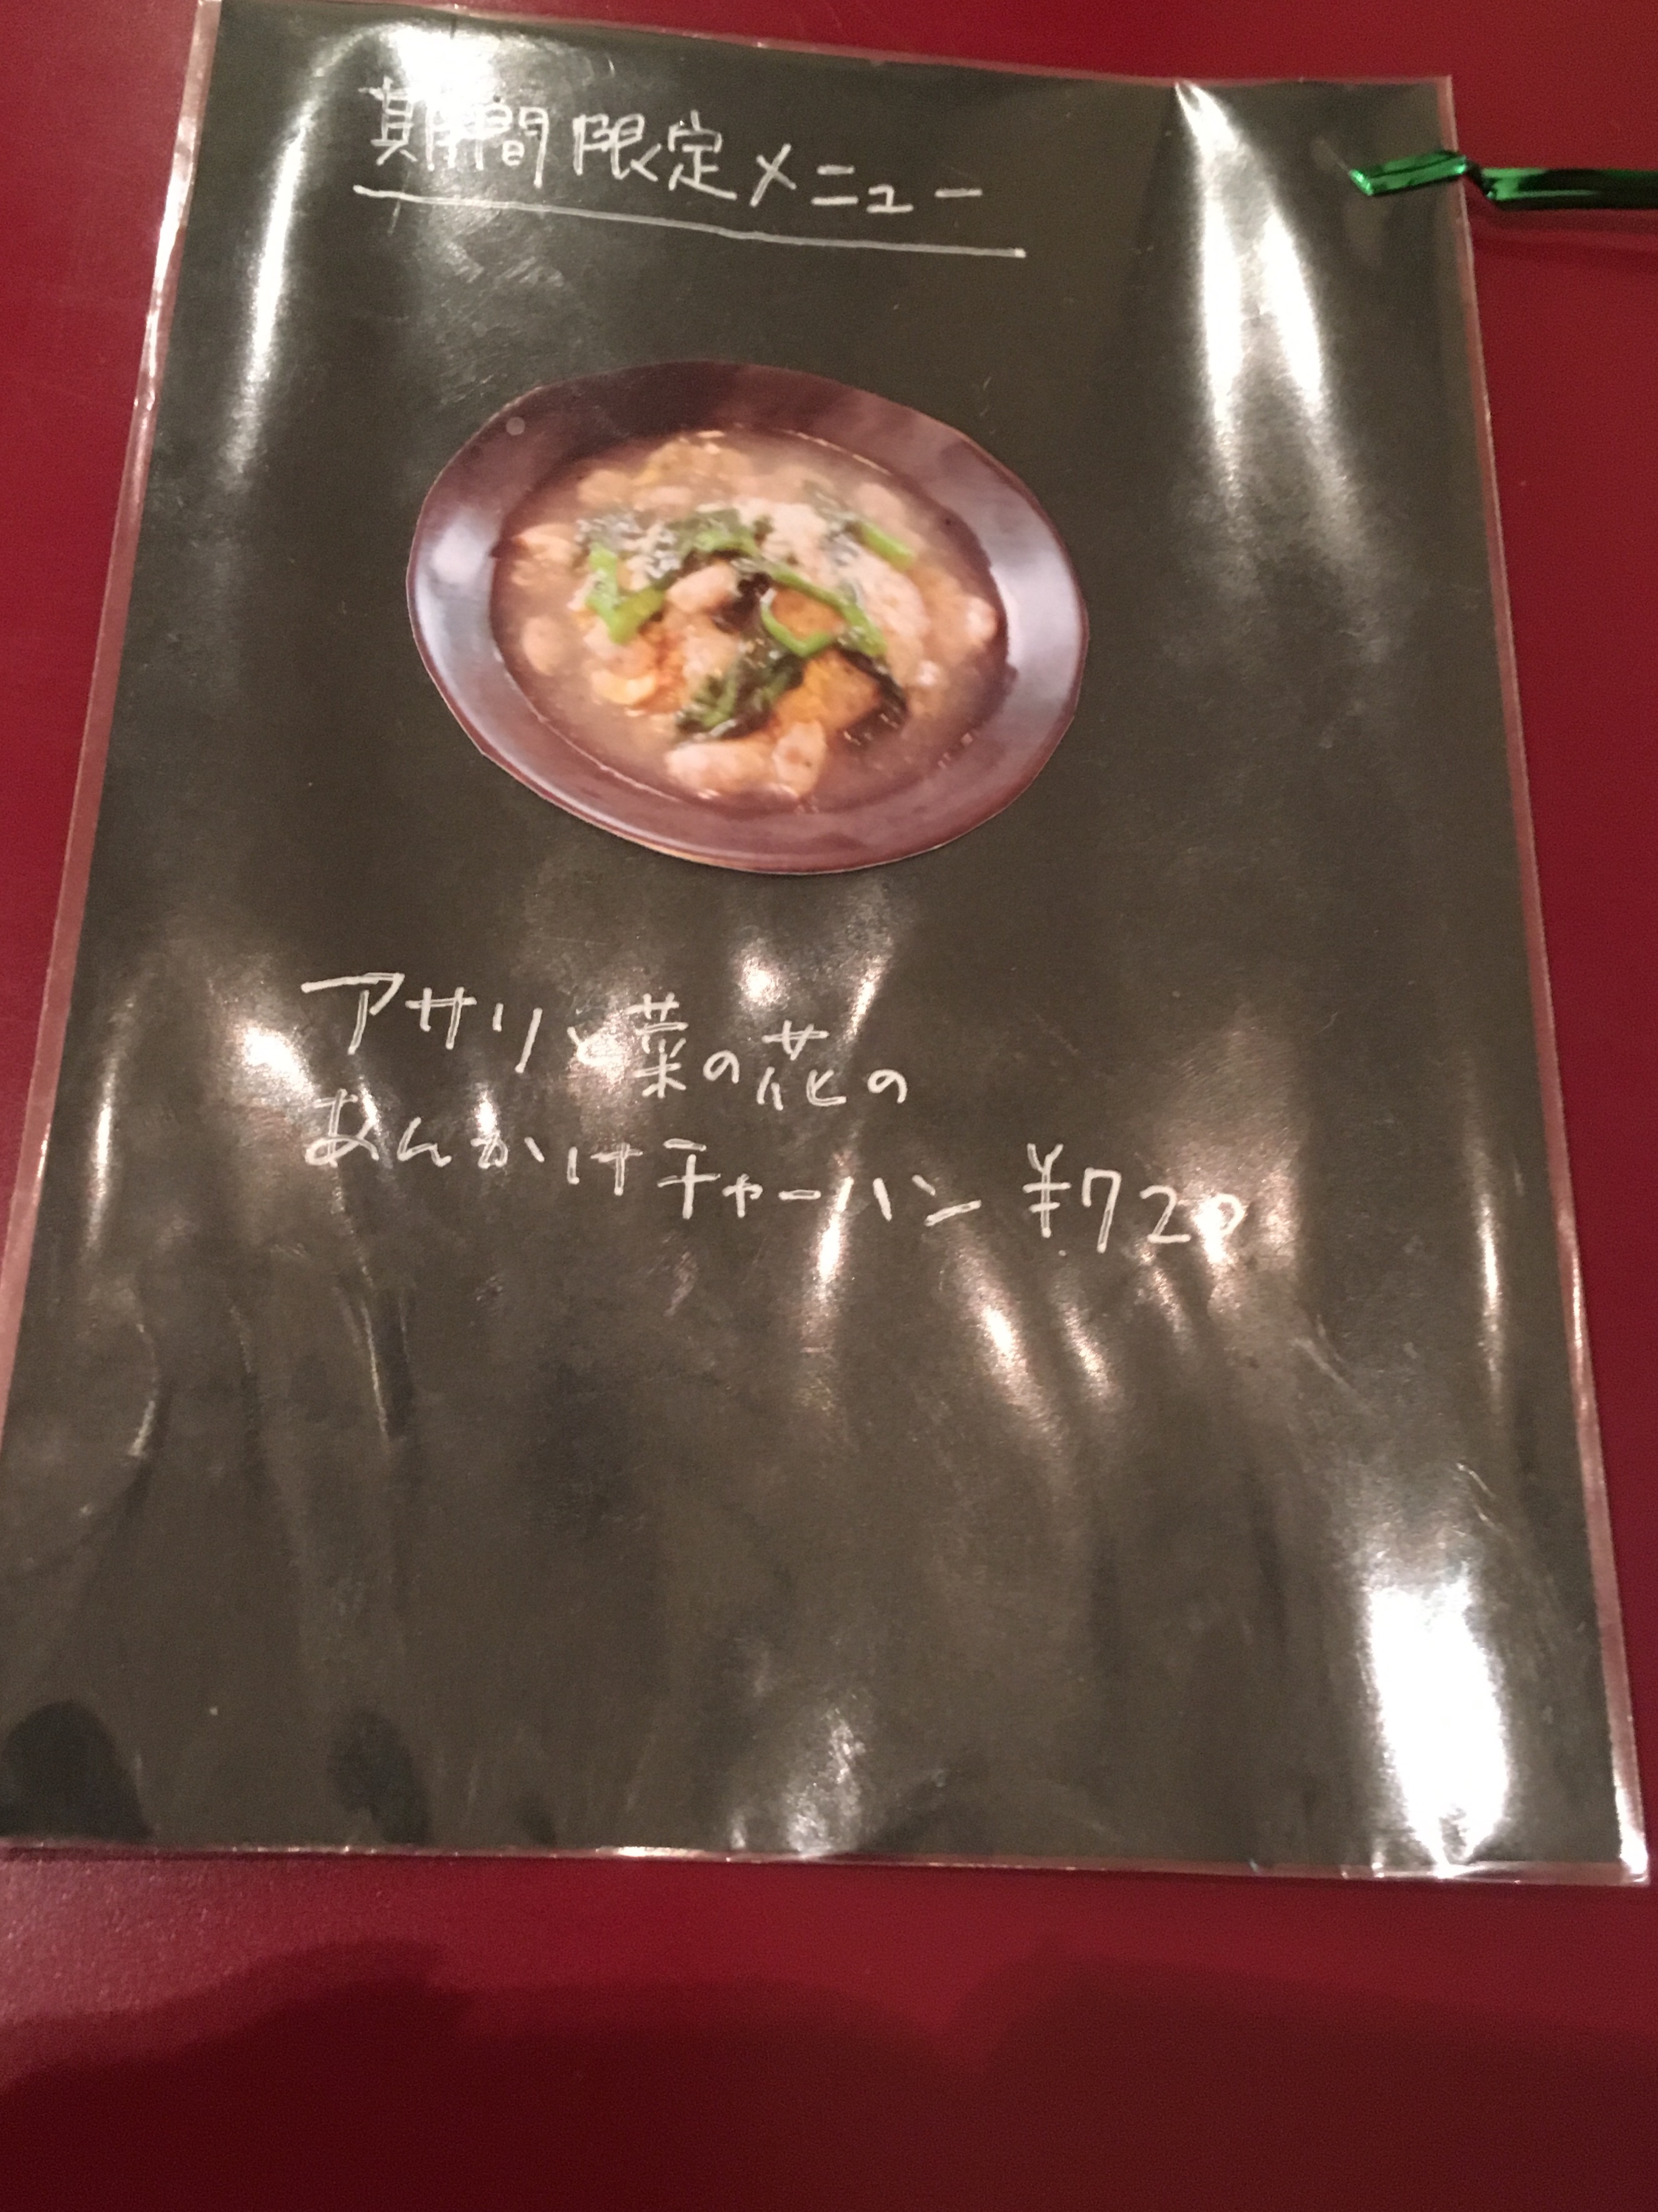 期間限定メニュー
アサリと菜の花の
あんかけチャーハン ¥720